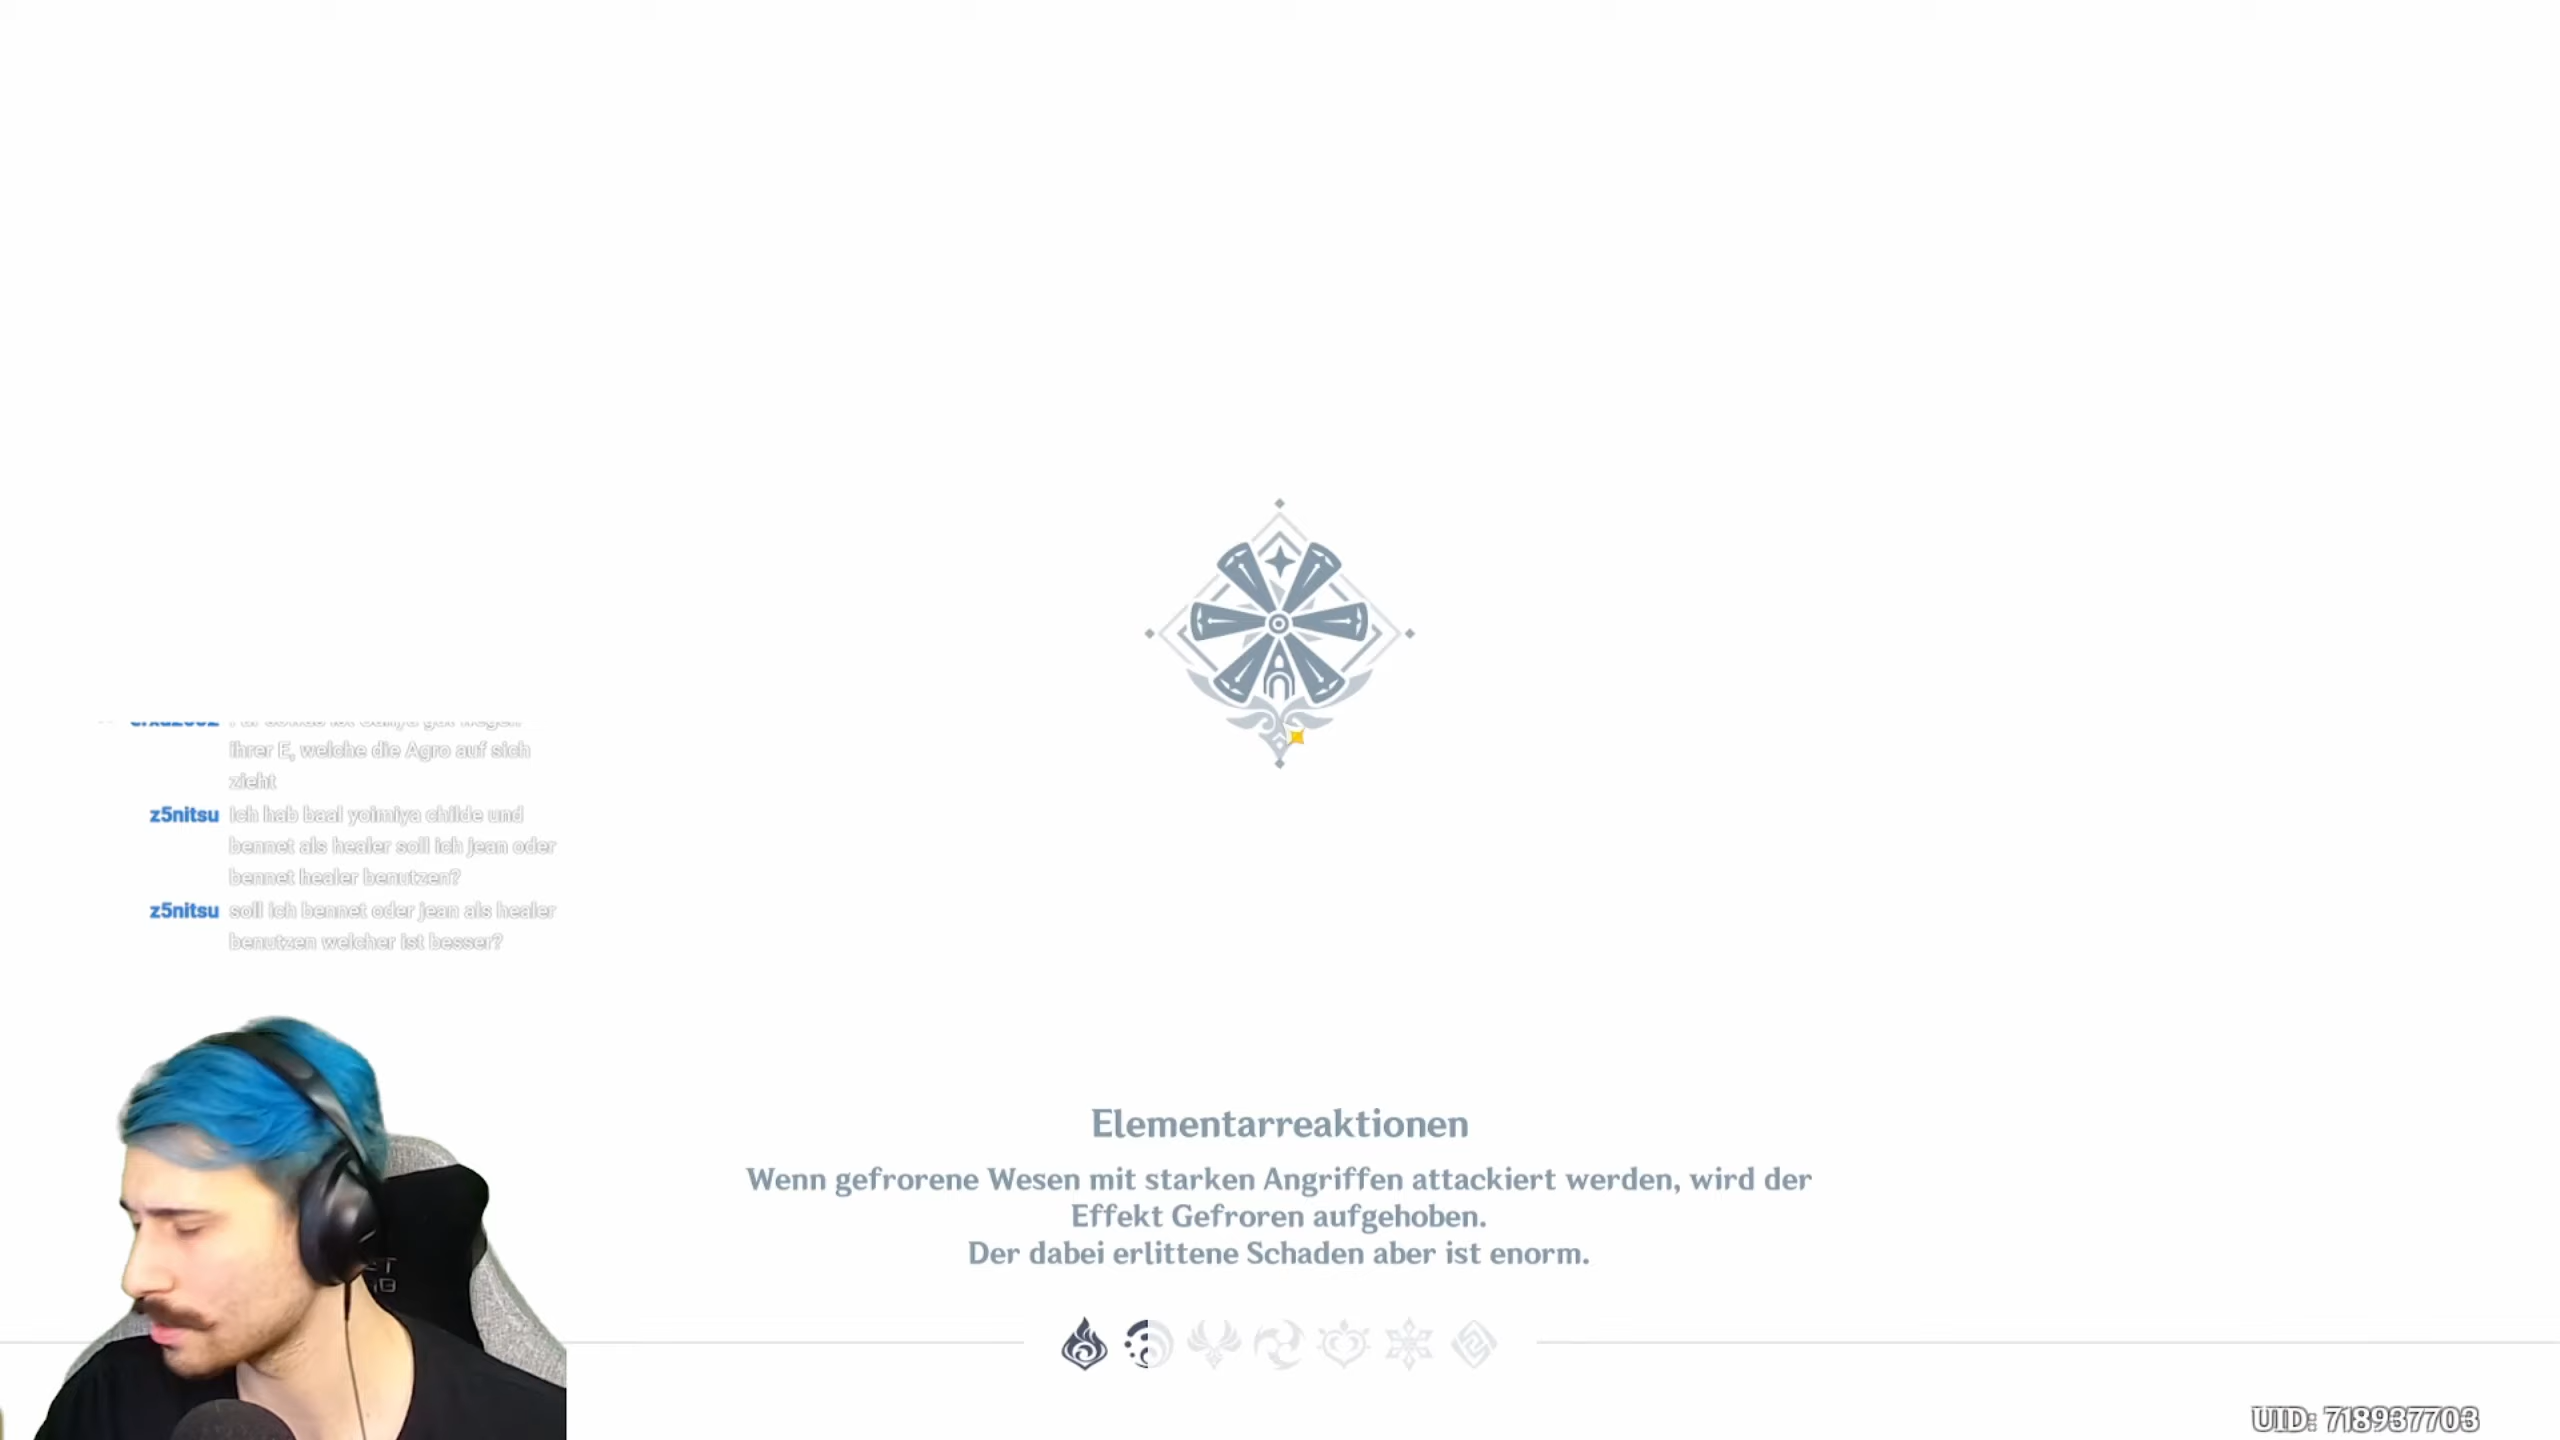 ihrer E, welche die Agro auf sich
zieht
z5nitsu Ich hab baal yoimiya childe und
bennet als healer soll ich jean oder
bennet healer benutzen?
z5nitsu soll ich bennet oder jean als healer
benutzen welcher ist besser?
Elementarreaktionen
Wenn gefrorene Wesen mit starken Angriffen attackiert werden, wird der
Effekt Gefroren aufgehoben.
Der dabei erlittene Schaden aber ist enorm.
UID: 718937703